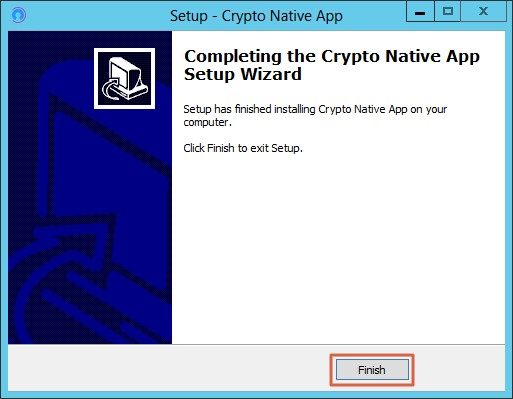 Setup - Crypto Native App
Completing the Crypto Native App
Setup Wizard
Setup has finished installing Crypto Native App on your
computer.
Click Finish to exit Setup.
Finish